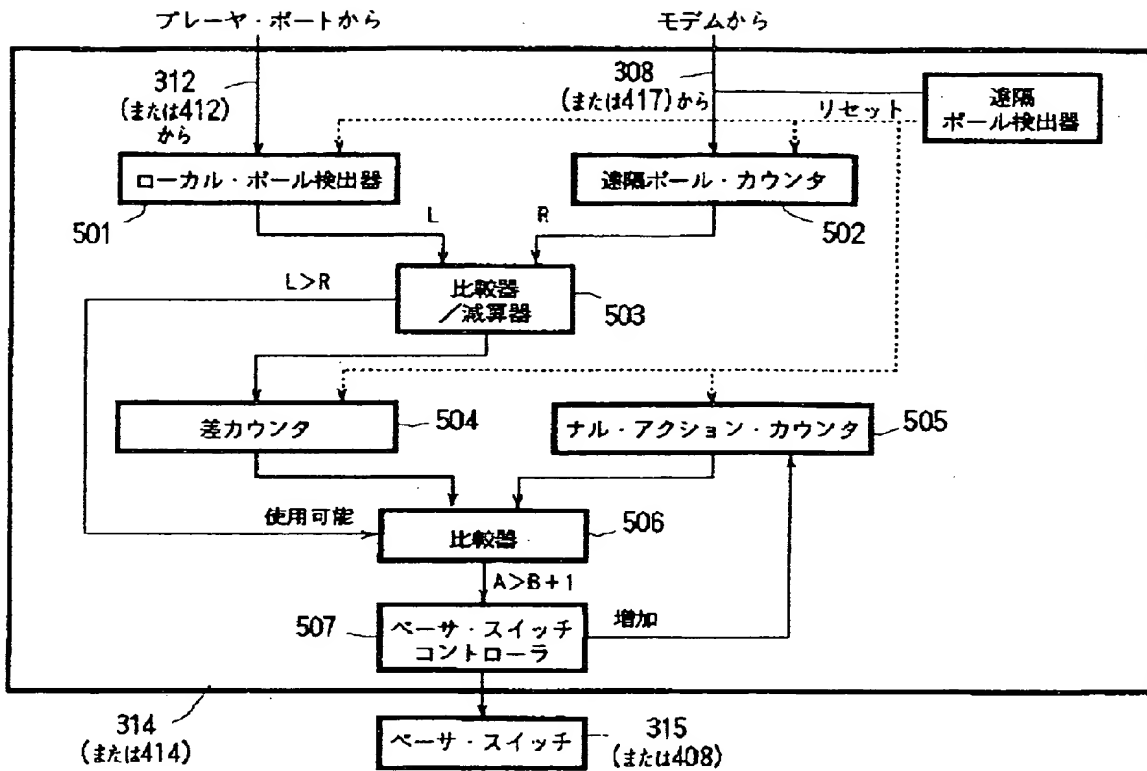 プレーヤ・ポートから
モデムから
312
(または412)
から
308
(または417)から
リセット
遠隔
ポール検出器
ローカル・ポール検出器
501
遠隔ポール・カウンタ
502
L
R
L>R
比較器
/減算器
503
差カウンタ
504
ナル・アクション・カウンタ
505
使用可能
比較器
506
A>B+1
507
ペーサ・スイッチ
コントローラ
増加
314
(または414)
ペーサ・スイッチ
315
(または408)